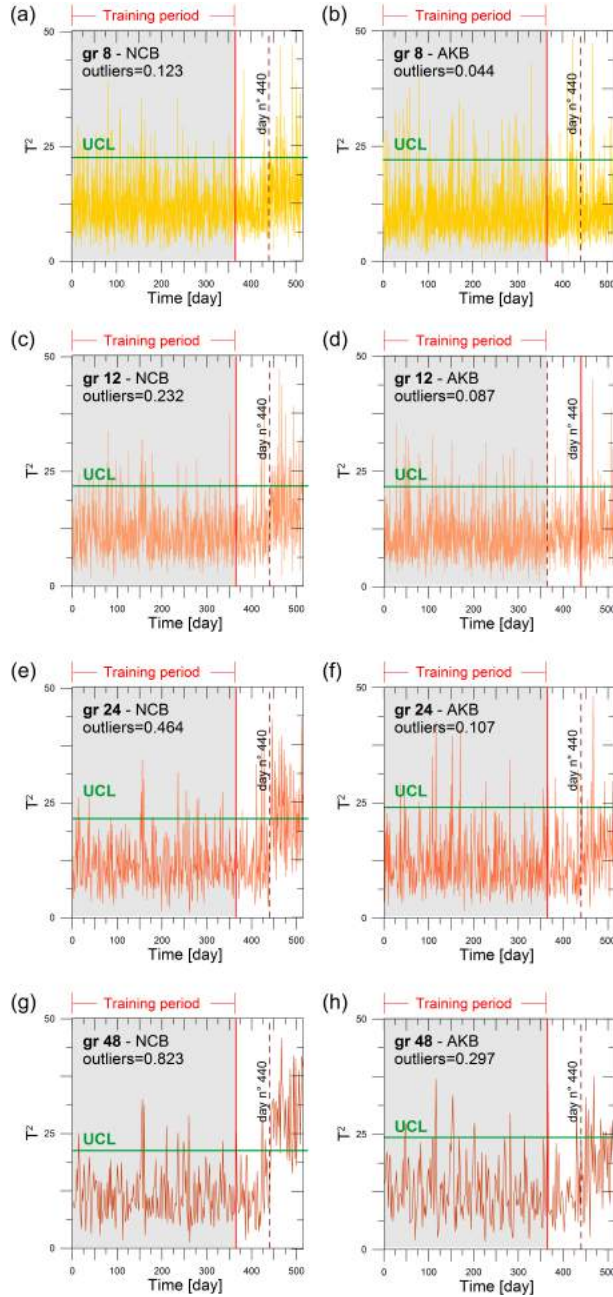 (a)
Training period
(b)
Training period
50
gr 8 - NCB
outliers=0.123
day n° 440
UCL
25
T²
0
0 100 200 300 400 500
Time [day]
50
gr 8 - AKB
outliers=0.044
day n° 440
UCL
25
T²
0
0 100 200 300 400 500
Time [day]
(c)
Training period
(d)
Training period
50
gr 12 - NCB
outliers=0.232
day n° 440
UCL
25
T²
0
0 100 200 300 400 500
Time [day]
50
gr 12 - AKB
outliers=0.087
day n° 440
UCL
25
T²
0
0 100 200 300 400 500
Time [day]
(e)
Training period
(f)
Training period
50
gr 24 - NCB
outliers=0.464
day n° 440
UCL
25
T²
0
0 100 200 300 400 500
Time [day]
50
gr 24 - AKB
outliers=0.107
day n° 440
UCL
25
T²
0
0 100 200 300 400 500
Time [day]
(g)
Training period
(h)
Training period
50
gr 48 - NCB
outliers=0.823
day n° 440
UCL
25
T²
0
0 100 200 300 400 500
Time [day]
50
gr 48 - AKB
outliers=0.297
day n° 440
UCL
25
T²
0
0 100 200 300 400 500
Time [day]